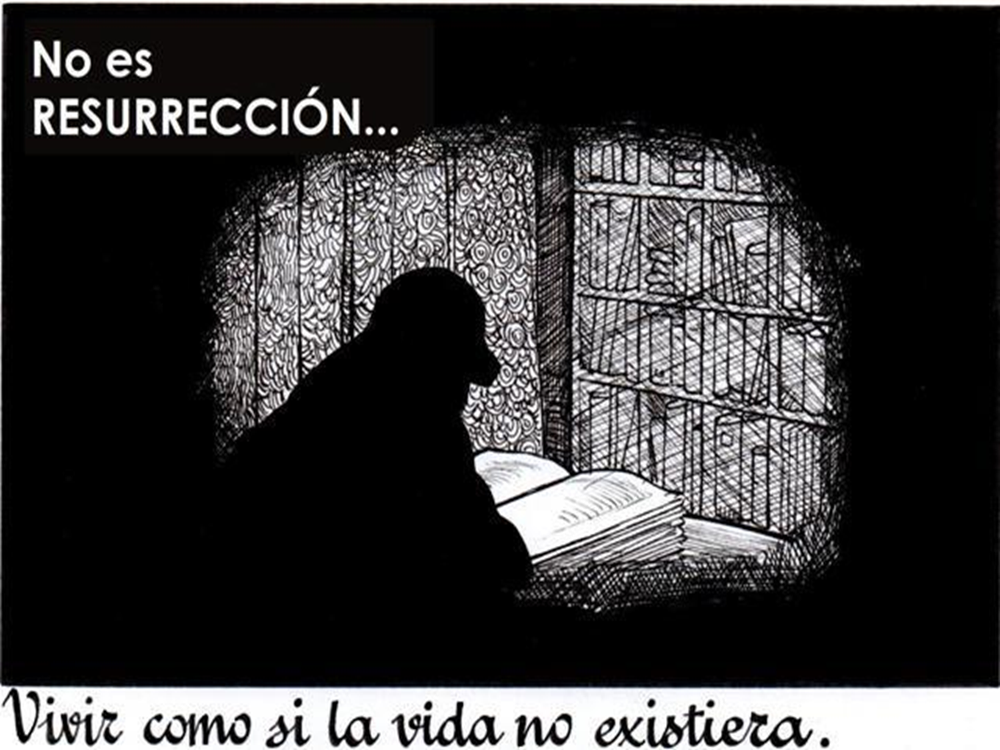 No es
RESURRECCIÓN...
Vivir como si la vida no existiera.